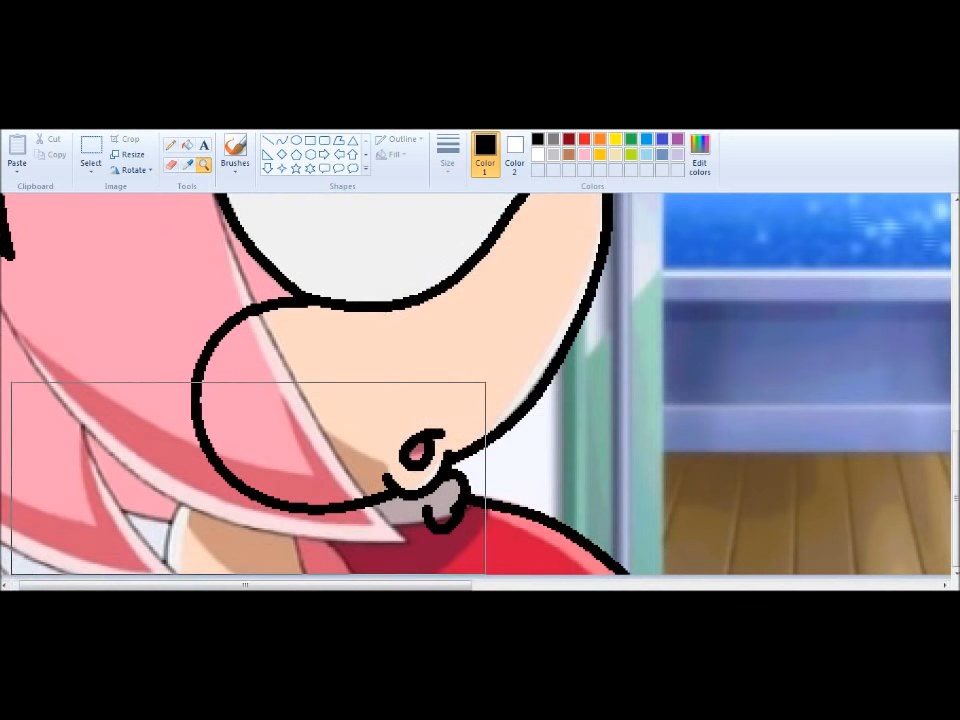 Cut
Copy
Paste
Clipboard
Crop
Resize
Rotate
Select
Image
A
Tools
Brushes
Outline
Fill
Shapes
Size
Color
1
Color
2
Edit
colors
Colors